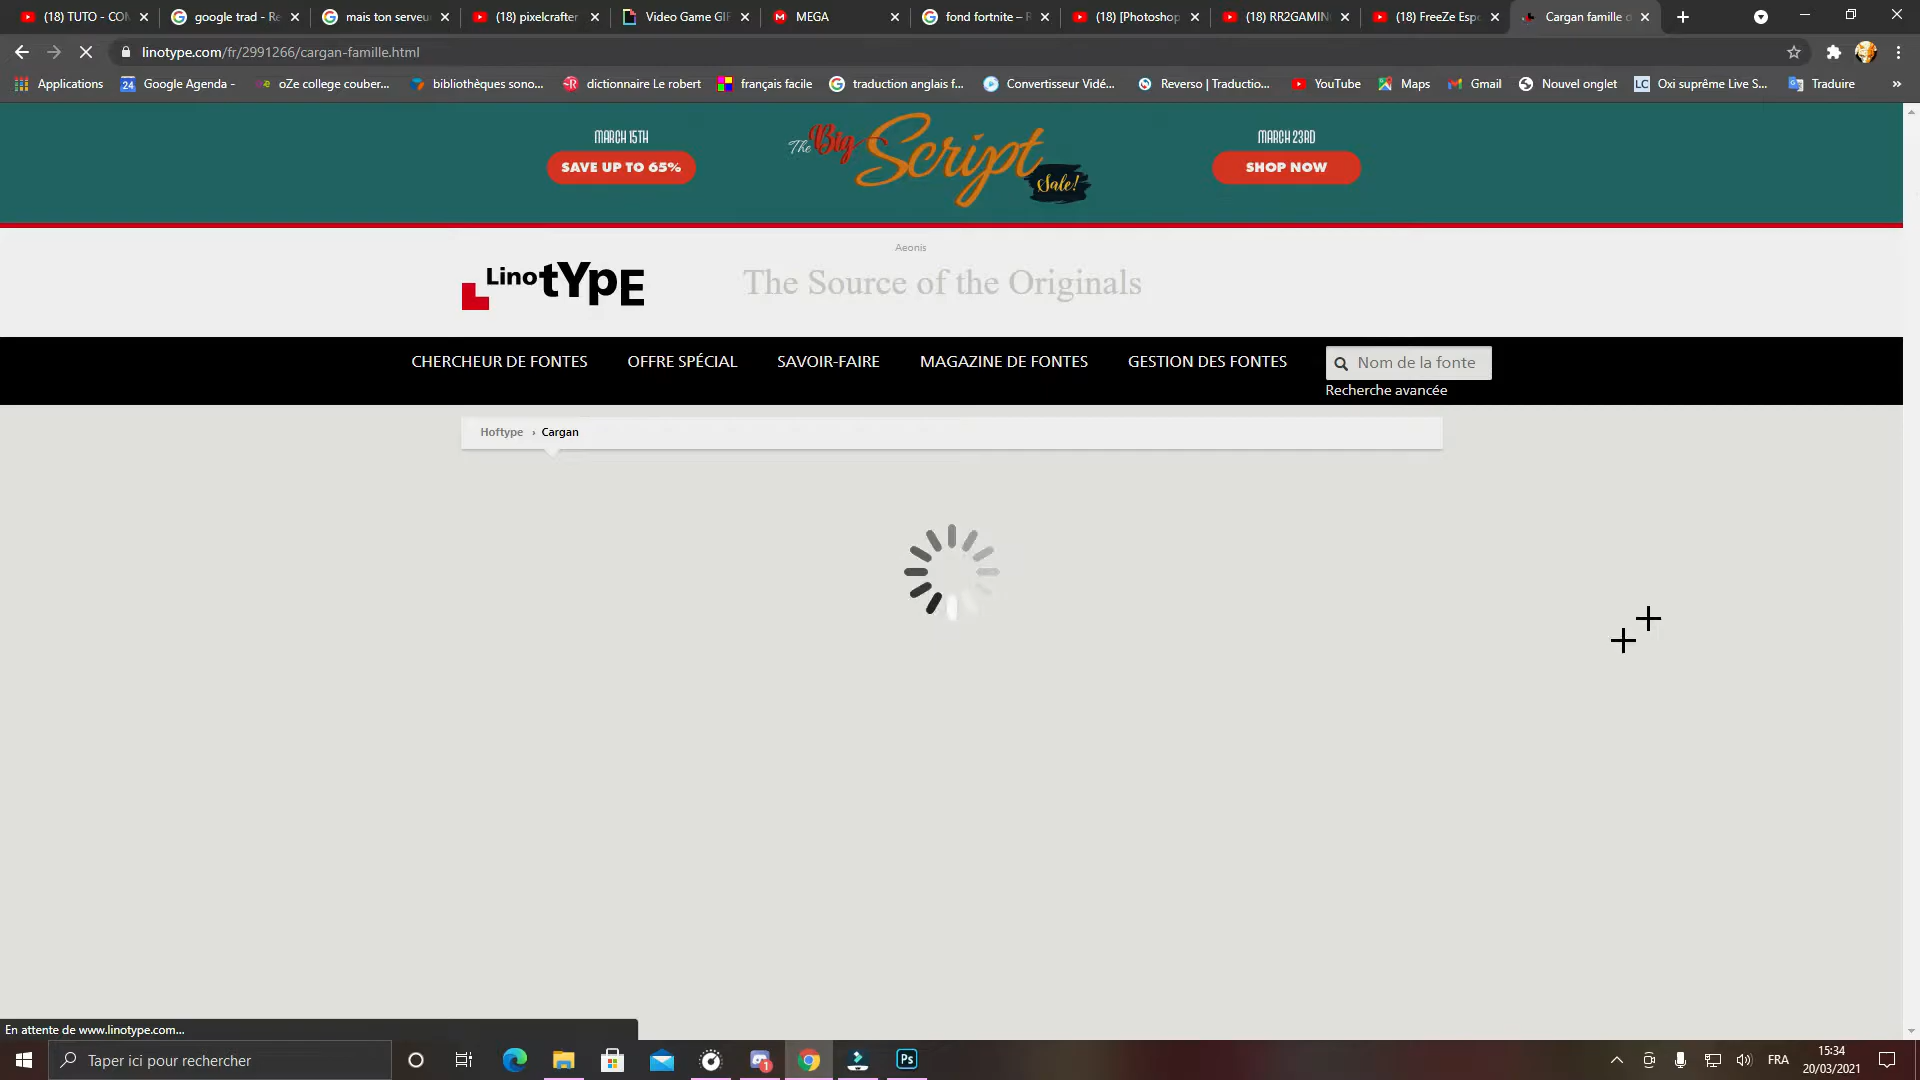 (18) TUTO - CO
google trad - Re
mais ton serveu
(18) pixelcrafter
Video Game GI
MEGA
fond fortnite – R
(18) [Photoshop
(18) RR2GAMIN
(18) FreeZe Esp
Cargan famille d
linotype.com/fr/2991266/cargan-famille.html
Applications
24
Google Agenda -
oZe college couber...
bibliothèques sono...
dictionnaire Le robert
français facile
traduction anglais f...
Convertisseur Vidé...
Reverso | Traductio...
YouTube
Maps
Gmail
Nouvel onglet
LC
Oxi suprême Live S...
Traduire
»
MARCH 15TH
SAVE UP TO 65%
The Big Script Sale!
MARCH 23RD
SHOP NOW
Aeonis
LinotYpE
The Source of the Originals
CHERCHEUR DE FONTES
OFFRE SPÉCIAL
SAVOIR-FAIRE
MAGAZINE DE FONTES
GESTION DES FONTES
Nom de la fonte
Recherche avancée
Hoftype › Cargan
En attente de www.linotype.com...
Taper ici pour rechercher
1
Ps
FRA
15:34
20/03/2021